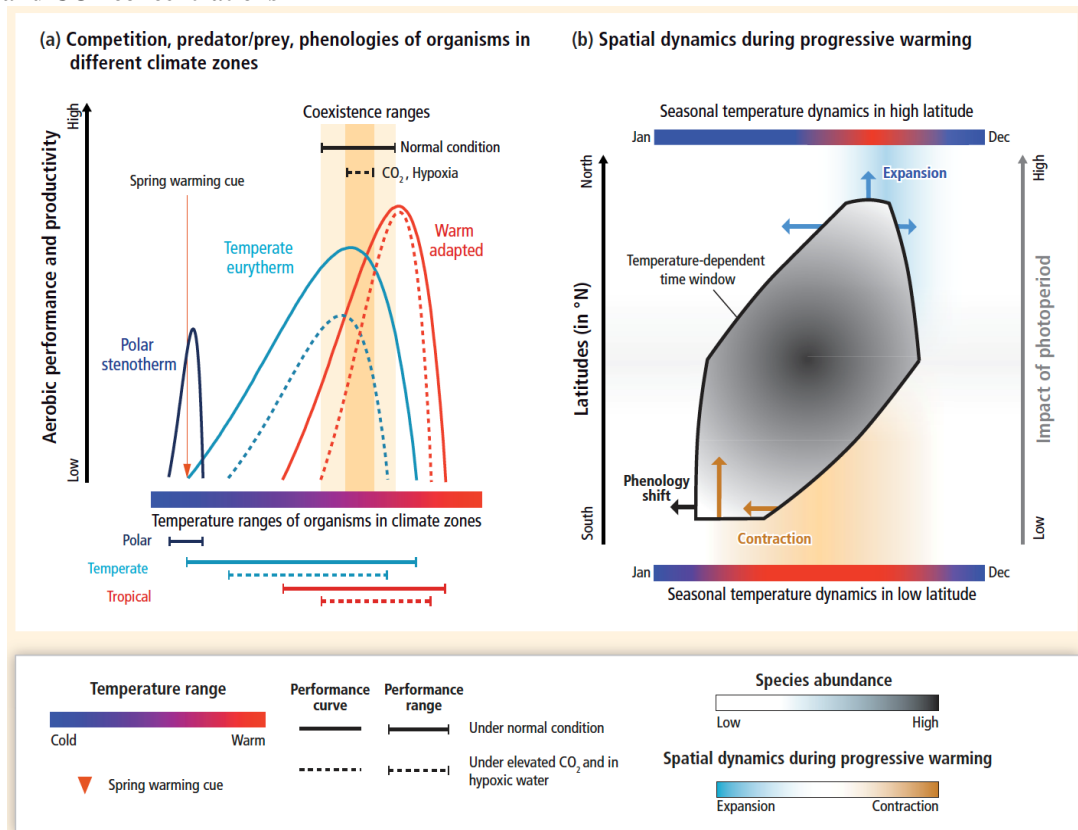 (a) Competition, predator/prey, phenologies of organisms in
different climate zones
High
Aerobic performance and productivity
Low
Coexistence ranges
Normal condition
CO₂, Hypoxia
Spring warming cue
Temperate
eurytherm
Warm
adapted
Polar
stenotherm
Temperature ranges of organisms in climate zones
Polar
Temperate
Tropical
(b) Spatial dynamics during progressive warming
Seasonal temperature dynamics in high latitude
Jan
Dec
North
Latitudes (in °N)
South
High
Impact of photoperiod
Low
Expansion
Temperature-dependent
time window
Phenology
shift
Contraction
Jan
Dec
Seasonal temperature dynamics in low latitude
Temperature range
Cold
Warm
Spring warming cue
Performance
curve
Performance
range
Under normal condition
Under elevated CO₂ and in
hypoxic water
Species abundance
Low
High
Spatial dynamics during progressive warming
Expansion
Contraction